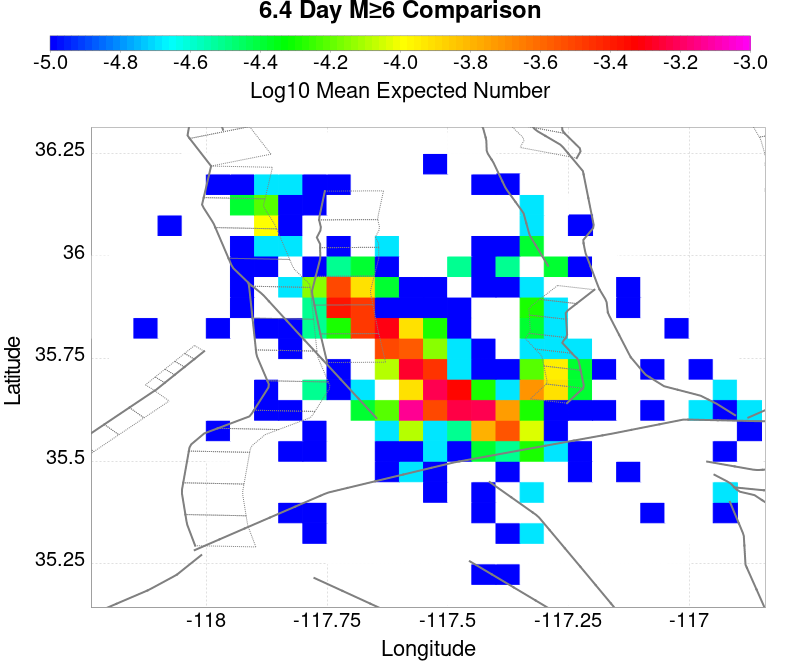 6.4 Day M≥6 Comparison
-5.0 -4.8 -4.6 -4.4 -4.2 -4.0 -3.8 -3.6 -3.4 -3.2 -3.0
Log10 Mean Expected Number
36.25
36
35.75
35.5
35.25
Latitude
-118 -117.75 -117.5 -117.25 -117
Longitude